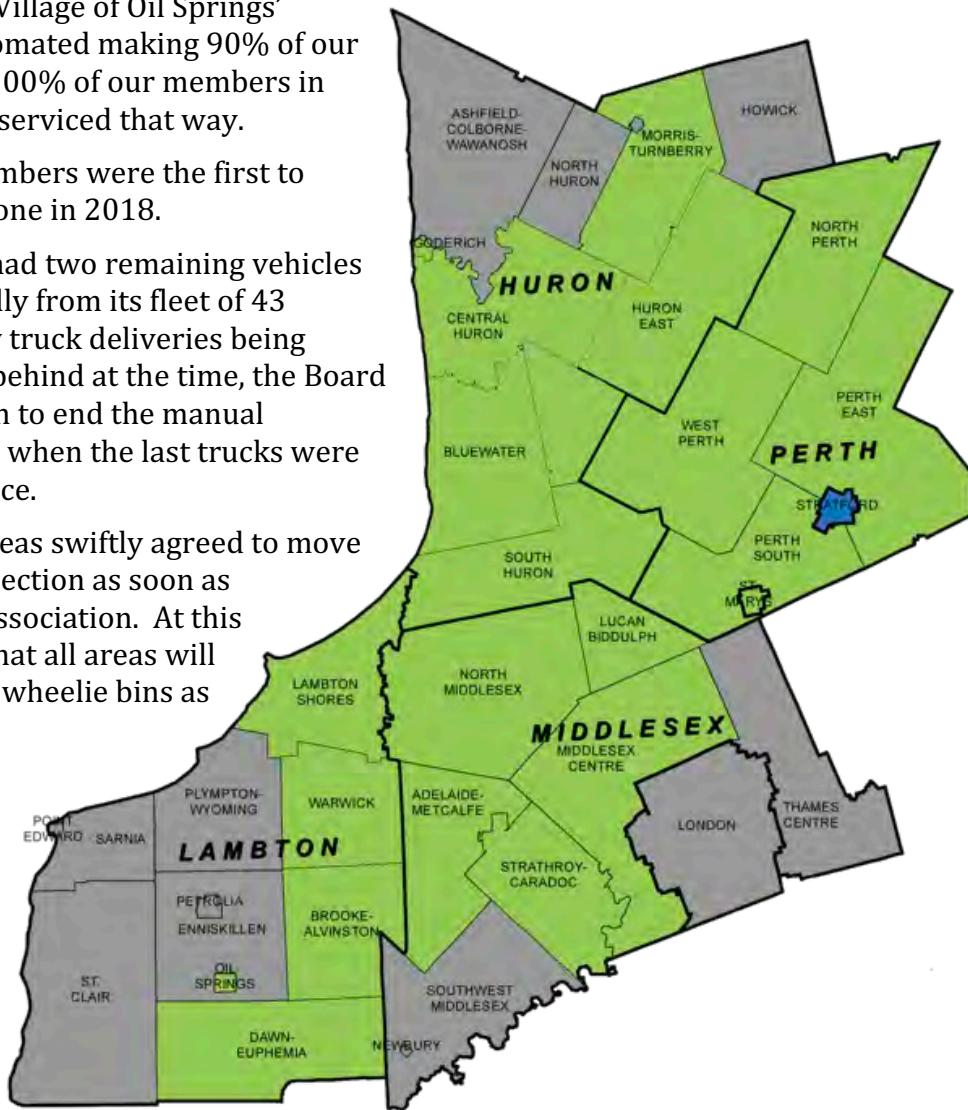 Village of Oil Springs’
omated making 90% of our
00% of our members in
serviced that way.
mbers were the first to
one in 2018.
had two remaining vehicles
lly from its fleet of 43
truck deliveries being
behind at the time, the Board
n to end the manual
when the last trucks were
ce.
eas swiftly agreed to move
ection as soon as
ssociation. At this
hat all areas will
wheelie bins as
ASHFIELD-
COLBORNE-
WAWANOSH
NORTH
HURON
MORRIS-
TURNBERRY
HOWICK
GODERICH
HURON
CENTRAL
HURON
HURON
EAST
NORTH
PERTH
BLUEWATER
WEST
PERTH
PERTH
EAST
PERTH
STRATFORD
PERTH
SOUTH
ST.
MARYS
SOUTH
HURON
LUCAN
BIDDULPH
LAMBTON
SHORES
NORTH
MIDDLESEX
MIDDLESEX
MIDDLESEX
CENTRE
PLYMPTON-
WYOMING
WARWICK
ADELAIDE-
METCALFE
LONDON
THAMES
CENTRE
POINT
EDWARD
SARNIA
LAMBTON
STRATHROY-
CARADOC
PETROLIA
ENNISKILLEN
BROOKE-
ALVINSTON
OIL
SPRINGS
ST.
CLAIR
SOUTHWEST
MIDDLESEX
DAWN-
EUPHEMIA
NEWBURY